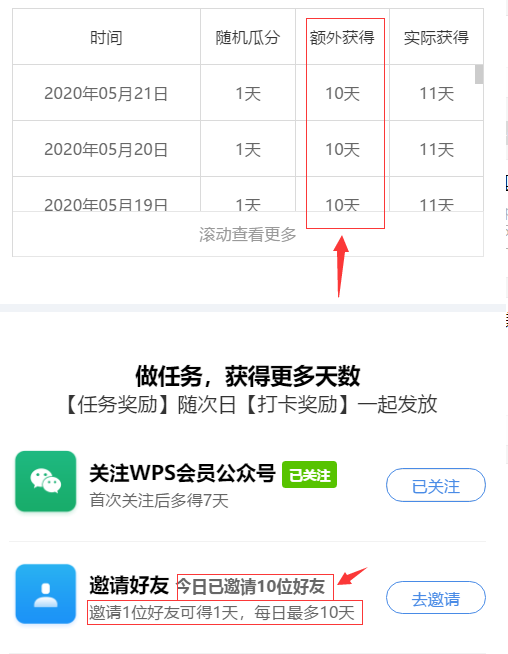 时间 随机瓜分 额外获得 实际获得
2020年05月21日 1天 10天 11天
2020年05月20日 1天 10天 11天
2020年05月19日 1天 10天 11天
滚动查看更多
做任务，获得更多天数
【任务奖励】随次日【打卡奖励】一起发放
关注WPS会员公众号 已关注
首次关注后多得7天
已关注
邀请好友 今日已邀请10位好友
邀请1位好友可得1天，每日最多10天
去邀请